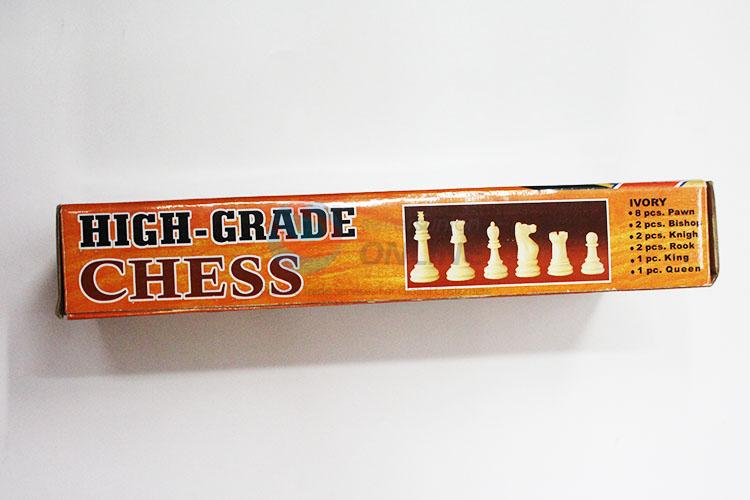 HIGH-GRADE
CHESS
IVORY
• 8 pcs. Pawn
• 2 pcs. Bishop
• 2 pcs. Knigh
• 2 pcs. Rook
• 1 pc. King
• 1 pc. Queen